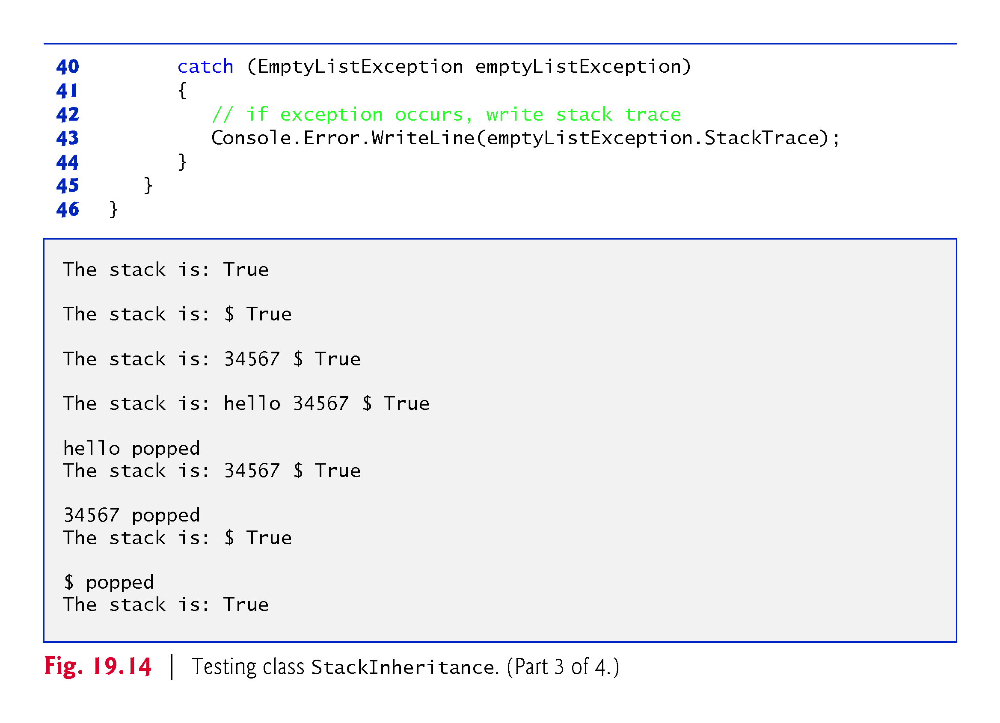 40 catch (EmptyListException emptyListException)
41 {
42 // if exception occurs, write stack trace
43 Console.Error.WriteLine(emptyListException.StackTrace);
44 }
45 }
46 }
The stack is: True
The stack is: $ True
The stack is: 34567 $ True
The stack is: hello 34567 $ True
hello popped
The stack is: 34567 $ True
34567 popped
The stack is: $ True
$ popped
The stack is: True
Fig. 19.14 | Testing class StackInheritance. (Part 3 of 4.)